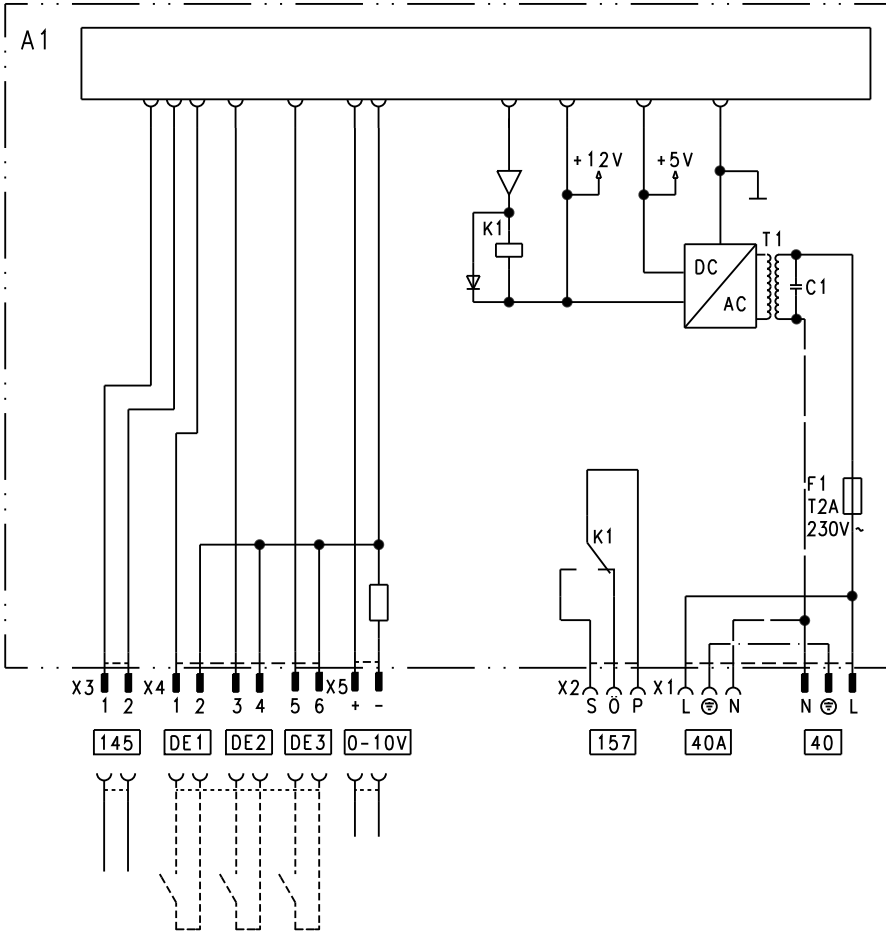 A1
+12V +5V
K1
T1
DC
AC
C1
F1
T2A
230V~
K1
X3 X4 X5 X2 X1
1 2 1 2 3 4 5 6 + - S Ö P L N N L
145 DE1 DE2 DE3 0-10V 157 40A 40